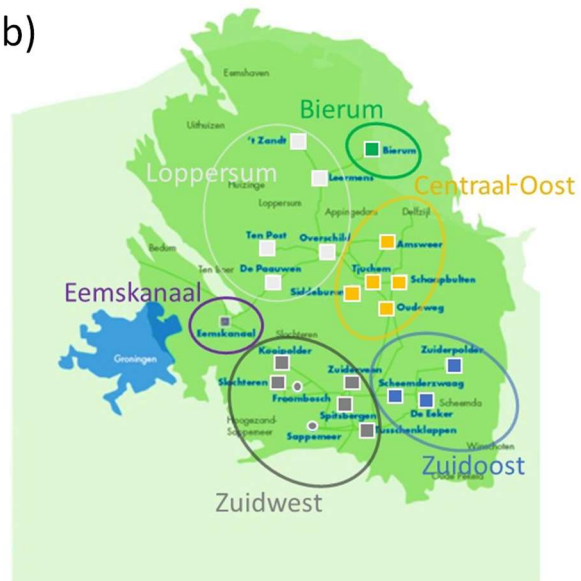 b)
Eemshaven
Bierum
Uithuizen
't Zandt
Bierum
Loppersum
Leermens
Huizinge
Centraal-Oost
Loppersum
Appingedam
Delfzijl
Ten Post
Overschild
Amsweer
Bedum
Ten Boer
De Paauwen
Tjuchem
Schaapbulten
Eemskanaal
Siddeburen
Oudeweg
Eemskanaal
Slochteren
Groningen
Kooipolder
Zuiderveen
Zuiderpolder
Slochteren
Froombosch
Scheemderzwaag
Spitsbergen
De Eeker
Scheemda
Hoogezand-
Sappemeer
Sappemeer
Tusschenklappen
Winschoten
Zuidoost
Oude Pekela
Zuidwest